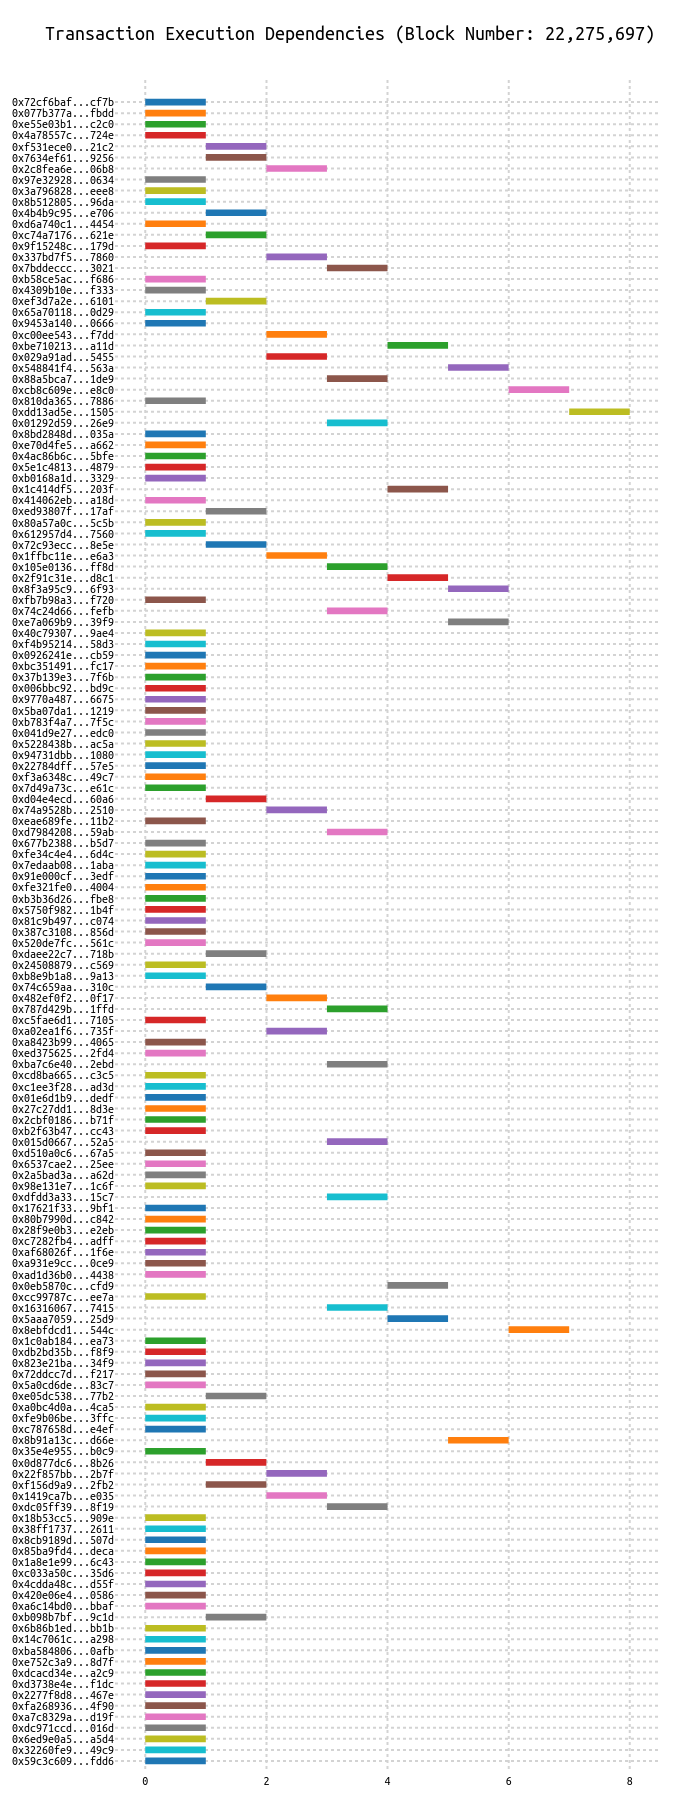 Transaction Execution Dependencies (Block Number: 22,275,697)
0x72cf6baf...cf7b
0x077b377a...fbdd
0xe55e03b1...c2c0
0x4a78557c...724e
0xf531ece0...21c2
0x7634ef61...9256
0x2c8fea6e...06b8
0x97e32928...0634
0x3a796828...eee8
0x8b512805...96da
0x4b4b9c95...e706
0xd6a740c1...4454
0xc74a7176...621e
0x9f15248c...179d
0x337bd7f5...7860
0x7bddeccc...3021
0xb58ce5ac...f686
0x4309b10e...f333
0xef3d7a2e...6101
0x65a70118...0d29
0x9453a140...0666
0xc00ee543...f7dd
0xbe710213...a11d
0x029a91ad...5455
0x548841f4...563a
0x88a5bca7...1de9
0xcb8c609e...e8c0
0x810da365...7886
0xdd13ad5e...1505
0x01292d59...26e9
0x8bd2848d...035a
0xe70d4fe5...a662
0x4ac86b6c...5bfe
0x5e1c4813...4879
0xb0168a1d...3329
0x1c414df5...203f
0x414062eb...a18d
0xed93807f...17af
0x80a57a0c...5c5b
0x612957d4...7560
0x72c93ecc...8e5e
0x1ffbc11e...e6a3
0x105e0136...ff8d
0x2f91c31e...d8c1
0x8f3a95c9...6f93
0xfb7b98a3...f720
0x74c24d66...fefb
0xe7a069b9...39f9
0x40c79307...9ae4
0xf4b95214...58d3
0x0926241e...cb59
0xbc351491...fc17
0x37b139e3...7f6b
0x006bbc92...bd9c
0x9770a487...6675
0x5ba07da1...1219
0xb783f4a7...7f5c
0x041d9e27...edc0
0x5228438b...ac5a
0x94731dbb...1080
0x22784dff...57e5
0xf3a6348c...49c7
0x7d49a73c...e61c
0xd04e4ecd...60a6
0x74a9528b...2510
0xeae689fe...11b2
0xd7984208...59ab
0x677b2388...b5d7
0xfe34c4e4...6d4c
0x7edaab08...1aba
0x91e000cf...3edf
0xfe321fe0...4004
0xb3b36d26...fbe8
0x5750f982...1b4f
0x81c9b497...c074
0x387c3108...856d
0x520de7fc...561c
0xdaee22c7...718b
0x24508879...c569
0xb8e9b1a8...9a13
0x74c659aa...310c
0x482ef0f2...0f17
0x787d429b...1ffd
0xc5fae6d1...7105
0xa02ea1f6...735f
0xa8423b99...4065
0xed375625...2fd4
0xba7c6e40...2ebd
0xcd8ba665...c3c5
0xc1ee3f28...ad3d
0x01e6d1b9...dedf
0x27c27dd1...8d3e
0x2cbf0186...b71f
0xb2f63b47...cc43
0x015d0667...52a5
0xd510a0c6...67a5
0x6537cae2...25ee
0x2a5bad3a...a62d
0x98e131e7...1c6f
0xdfdd3a33...15c7
0x17621f33...9bf1
0x80b7990d...c842
0x28f9e0b3...e2eb
0xc7282fb4...adff
0xaf68026f...1f6e
0xa931e9cc...0ce9
0xad1d36b0...4438
0x0eb5870c...cfd9
0xcc99787c...ee7a
0x16316067...7415
0x5aaa7059...25d9
0x8ebfdcd1...544c
0x1c0ab184...ea73
0xdb2bd35b...f8f9
0x823e21ba...34f9
0x72ddcc7d...f217
0x5a0cd6de...83c7
0xe05dc538...77b2
0xa0bc4d0a...4ca5
0xfe9b06be...3ffc
0xc787658d...e4ef
0x8b91a13c...d66e
0x35e4e955...b0c9
0x0d877dc6...8b26
0x22f857bb...2b7f
0xf156d9a9...2fb2
0x1419ca7b...e035
0xdc05ff39...8f19
0x18b53cc5...909e
0x38ff1737...2611
0x8cb9189d...507d
0x85ba9fd4...deca
0x1a8e1e99...6c43
0xc033a50c...35d6
0x4cdda48c...d55f
0x420e06e4...0586
0xa6c14bd0...bbaf
0xb098b7bf...9c1d
0x6b86b1ed...bb1b
0x14c7061c...a298
0xba584806...0afb
0xe752c3a9...8d7f
0xdcacd34e...a2c9
0xd3738e4e...f1dc
0x2277f8d8...467e
0xfa268936...4f90
0xa7c8329a...d19f
0xdc971ccd...016d
0x6ed9e0a5...a5d4
0x32260fe9...49c9
0x59c3c609...fdd6
0 2 4 6 8